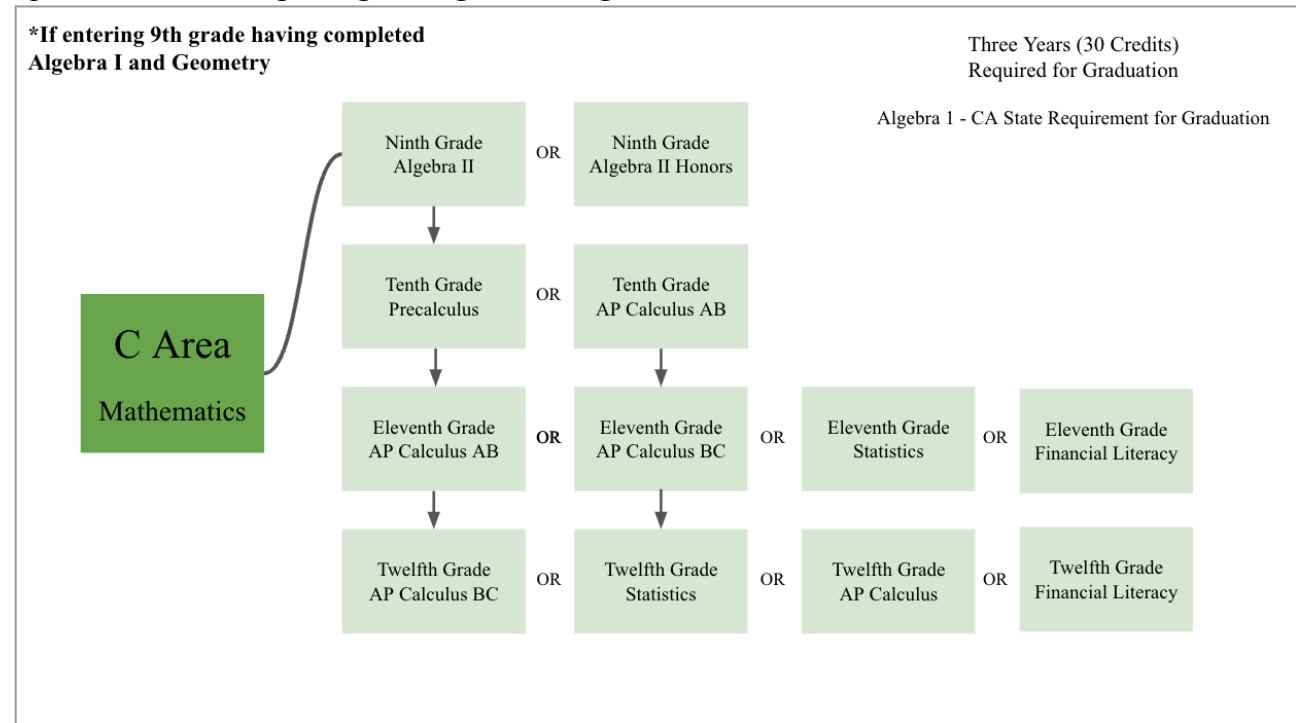 *If entering 9th grade having completed
Algebra I and Geometry
Three Years (30 Credits)
Required for Graduation
Algebra 1 - CA State Requirement for Graduation
C Area
Mathematics
Ninth Grade
Algebra II
OR
Ninth Grade
Algebra II Honors
Tenth Grade
Precalculus
OR
Tenth Grade
AP Calculus AB
Eleventh Grade
AP Calculus AB
OR
Eleventh Grade
AP Calculus BC
OR
Eleventh Grade
Statistics
OR
Eleventh Grade
Financial Literacy
Twelfth Grade
AP Calculus BC
OR
Twelfth Grade
Statistics
OR
Twelfth Grade
AP Calculus
OR
Twelfth Grade
Financial Literacy